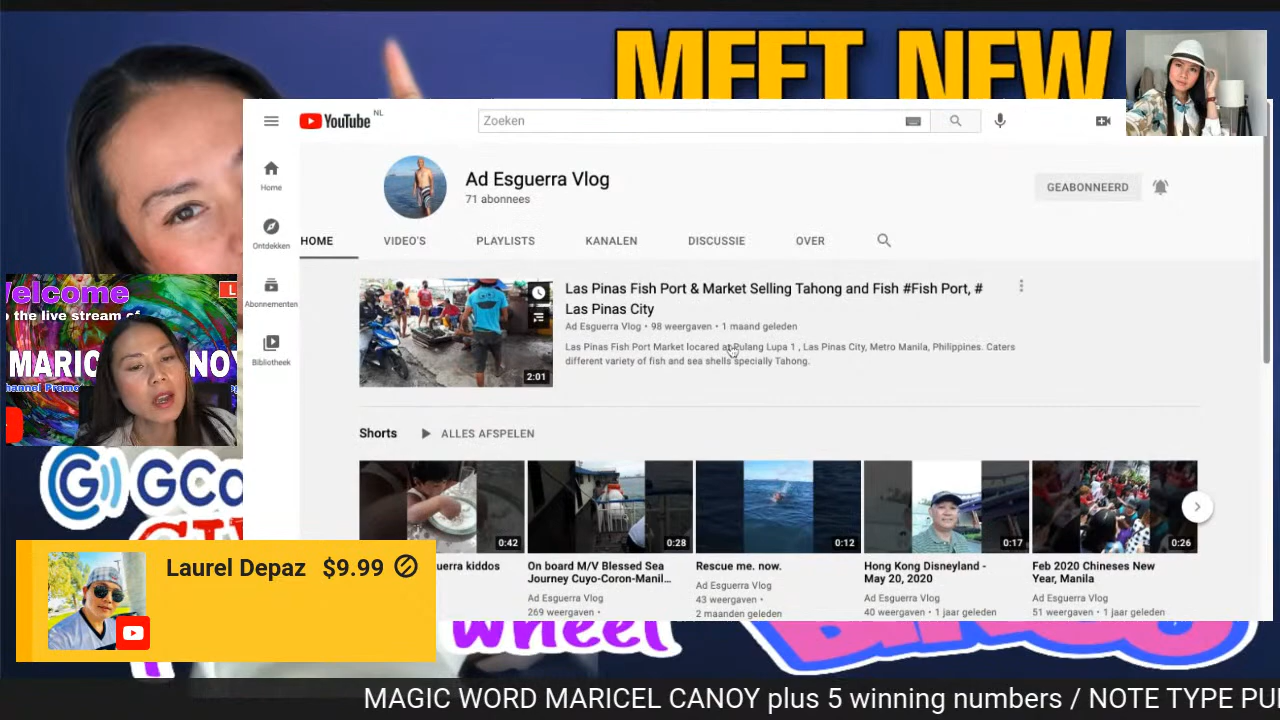 MEET NEW
YouTube NL
Zoeken
Home
Ontdekken
Abonnementen
Bibliotheek
Ad Esguerra Vlog
71 abonnees
GEABONNEERD
HOME VIDEO'S PLAYLISTS KANALEN DISCUSSIE OVER
2:01
Las Pinas Fish Port & Market Selling Tahong and Fish #Fish Port, #
Las Pinas City
Ad Esguerra Vlog • 98 weergaven • 1 maand geleden
Las Pinas Fish Port Market locared at Pulang Lupa 1 , Las Pinas City, Metro Manila, Philippines. Caters
different variety of fish and sea shells specially Tahong.
Shorts ALLES AFSPELEN
0:42
0:28
0:12
0:17
0:26
uerra kiddos
On board M/V Blessed Sea
Journey Cuyo-Coron-Manil...
Ad Esguerra Vlog
269 weergaven •
Rescue me. now.
Ad Esguerra Vlog
43 weergaven •
2 maanden geleden
Hong Kong Disneyland -
May 20, 2020
Ad Esguerra Vlog
40 weergaven • 1 jaar geleden
Feb 2020 Chineses New
Year, Manila
Ad Esguerra Vlog
51 weergaven • 1 jaar geleden
Welcome
o the live stream of
MARIC NOY
hannel Promo
GCa
Laurel Depaz $9.99
wheel
MAGIC WORD MARICEL CANOY plus 5 winning numbers / NOTE TYPE PU